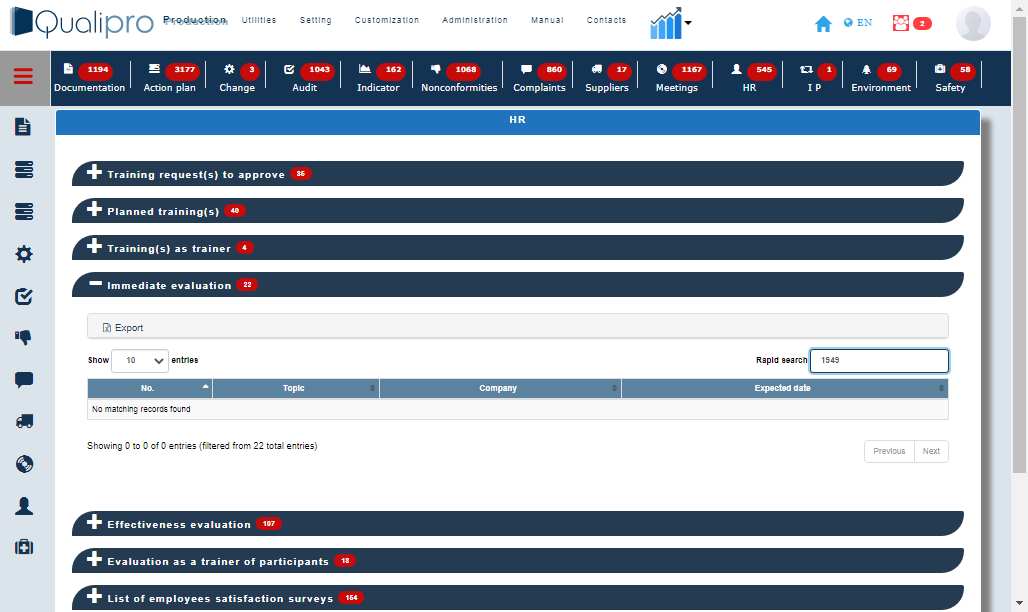 Qualipro
Production Utilities Setting Customization Administration Manual Contacts
EN 2
1194 3177 3 1043 162 1068 860 17 1167 545 1 69 58
Documentation Action plan Change Audit Indicator Nonconformities Complaints Suppliers Meetings HR I P Environment Safety
HR
Training request(s) to approve 36
Planned training(s) 40
Training(s) as trainer 4
Immediate evaluation 22
Export
Show 10 entries Rapid search 1949
No. Topic Company Expected date
No matching records found
Showing 0 to 0 of 0 entries (filtered from 22 total entries)
Previous Next
Effectiveness evaluation 107
Evaluation as a trainer of participants 18
List of employees satisfaction surveys 164